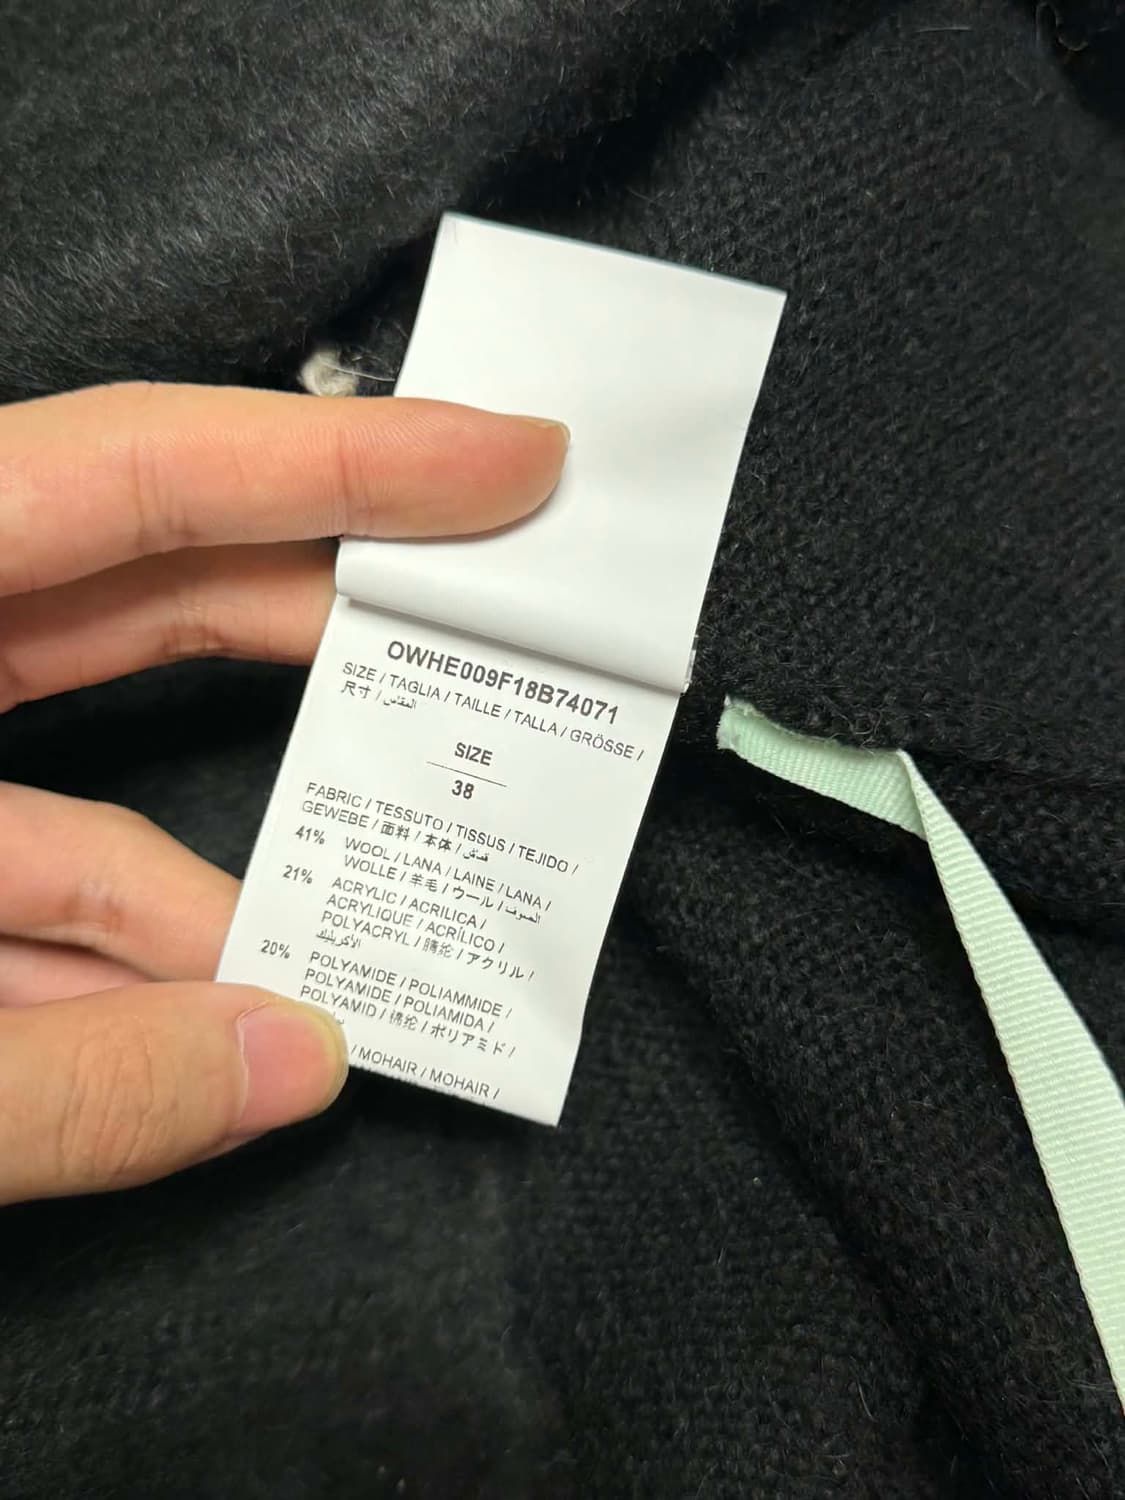 OWHE009F18B74071
SIZE / TAGLIA / TAILLE / TALLA / GRÖSSE /
尺寸 / المقاس
SIZE
38
FABRIC / TESSUTO / TISSUS / TEJIDO /
GEWEBE / 面料 / 本体 / قماش
41% WOOL / LANA / LAINE / LANA /
WOLLE / 羊毛 / ウール / الصوف
21% ACRYLIC / ACRILICA /
ACRYLIQUE / ACRÍLICO /
POLYACRYL / 腈纶 / アクリル /
الأكريليك
20% POLYAMIDE / POLIAMMIDE /
POLYAMIDE / POLIAMIDA /
POLYAMID / 锦纶 / ポリアミド /
/ MOHAIR / MOHAIR /